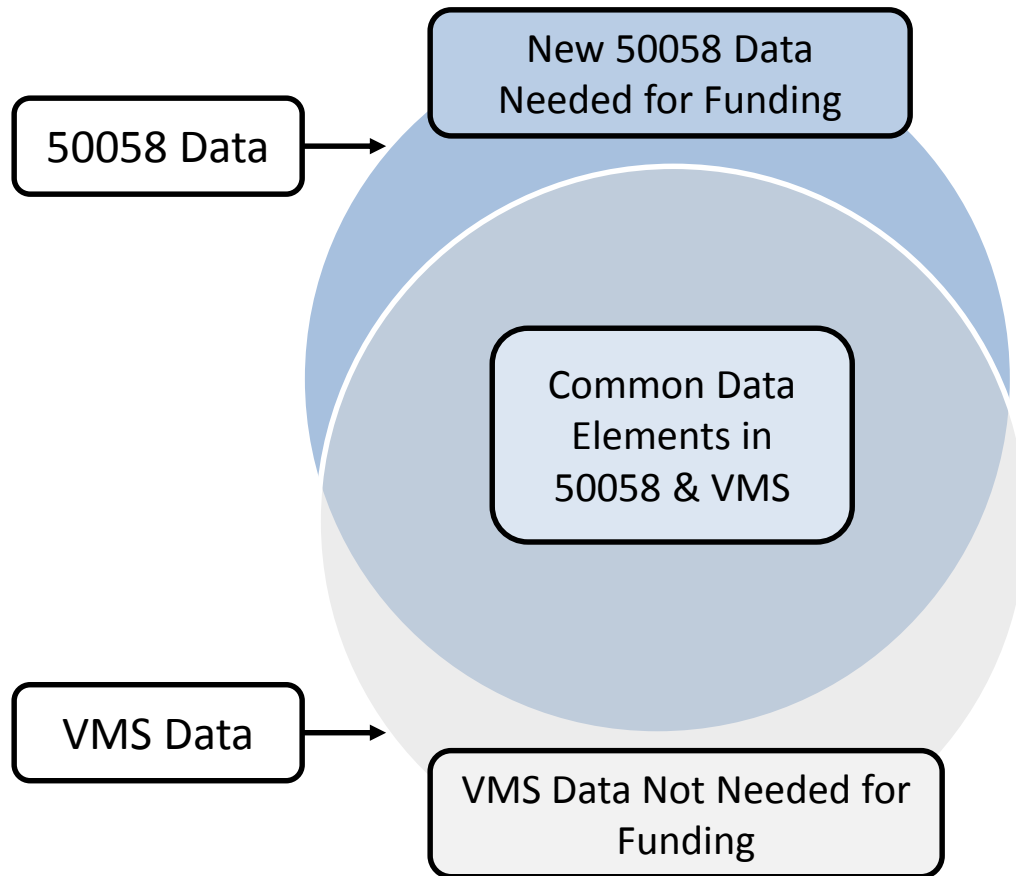 New 50058 Data
Needed for Funding
50058 Data
Common Data
Elements in
50058 & VMS
VMS Data
VMS Data Not Needed for
Funding